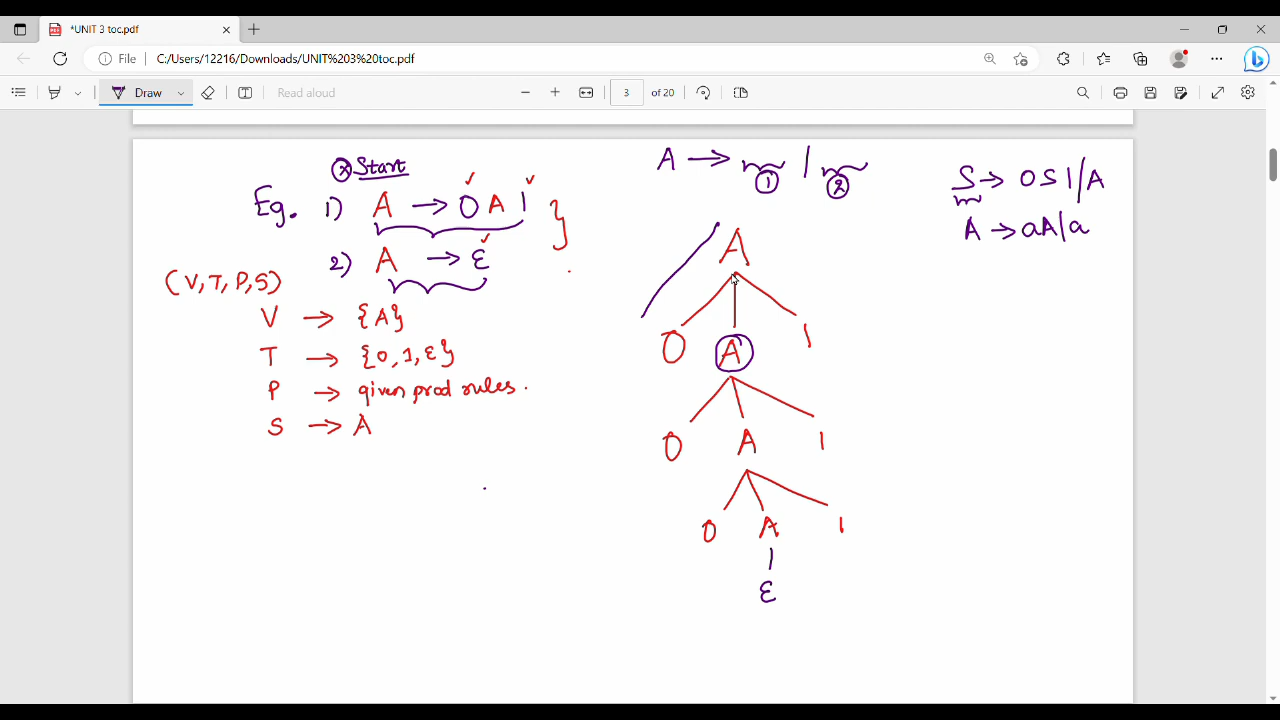 *UNIT 3 toc.pdf
File
C:/Users/12216/Downloads/UNIT%203%20toc.pdf
Draw
Read aloud
3
of 20
Start
Eg. 1) A → 0 A 1
2) A → ε
(V, T, P, S)
V → {A}
T → {0, 1, ε}
P → given prod rules.
S → A
A → ① / ②
S → 0S1/A
A → aA/a
A
0 A 1
0 A 1
0 A 1
ε